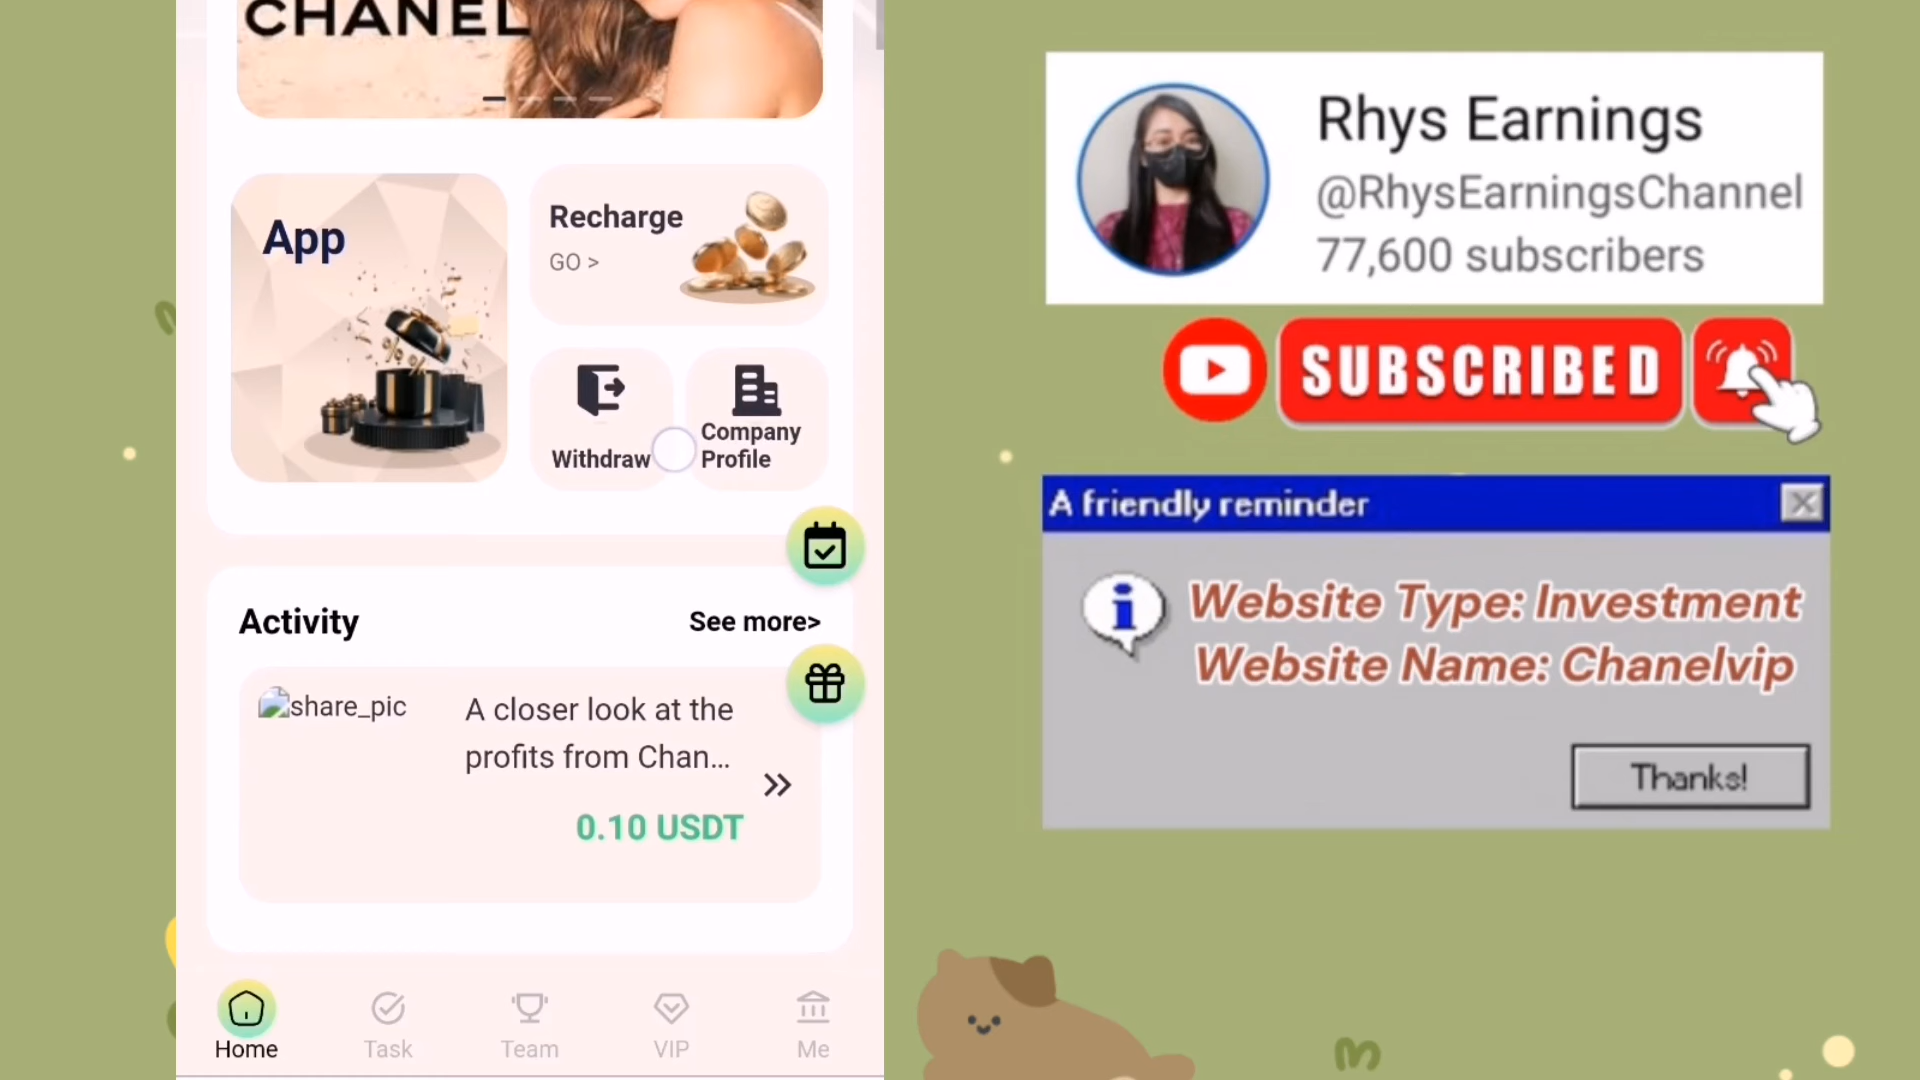 CHANEL
App
Recharge
GO >
Withdraw
Company
Profile
Activity
See more>
share_pic
A closer look at the
profits from Chan...
0.10 USDT
Home
Task
Team
VIP
Me
Rhys Earnings
@RhysEarningsChannel
77,600 subscribers
SUBSCRIBED
A friendly reminder
Website Type: Investment
Website Name: Chanelvip
Thanks!